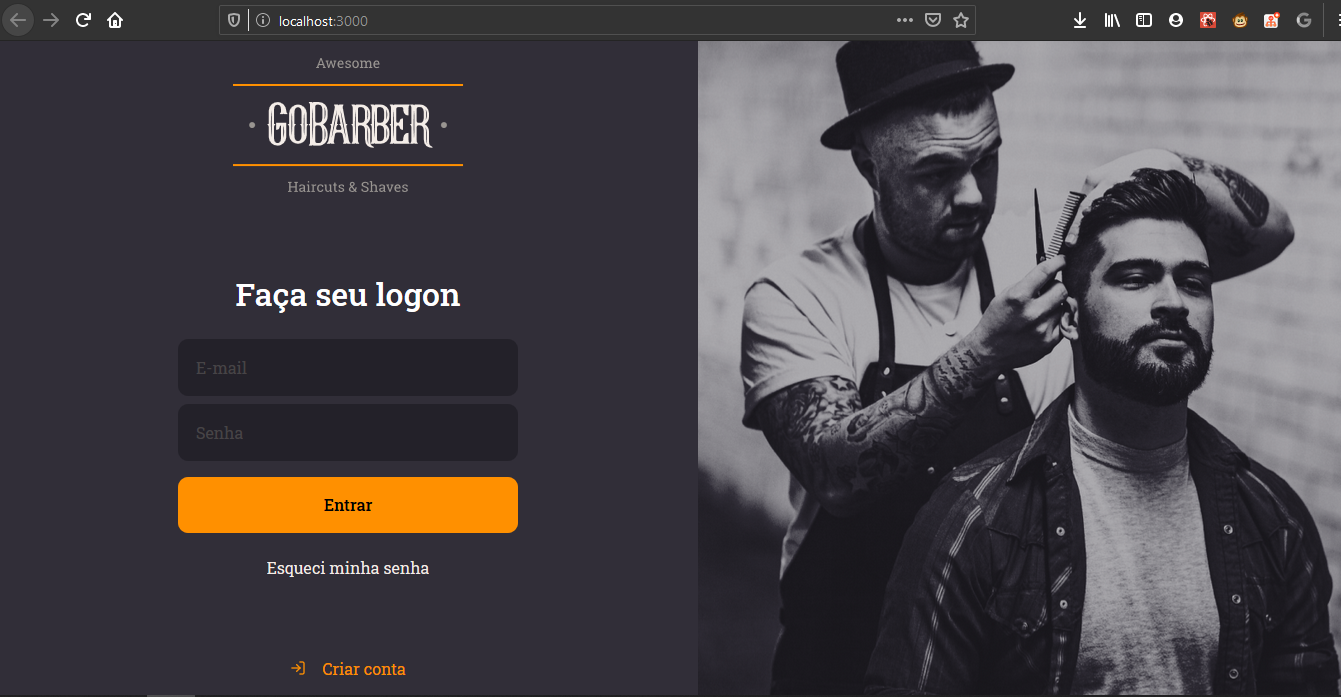 localhost:3000
Awesome
• GoBARBER •
Haircuts & Shaves
Faça seu logon
E-mail
Senha
Entrar
Esqueci minha senha
Criar conta